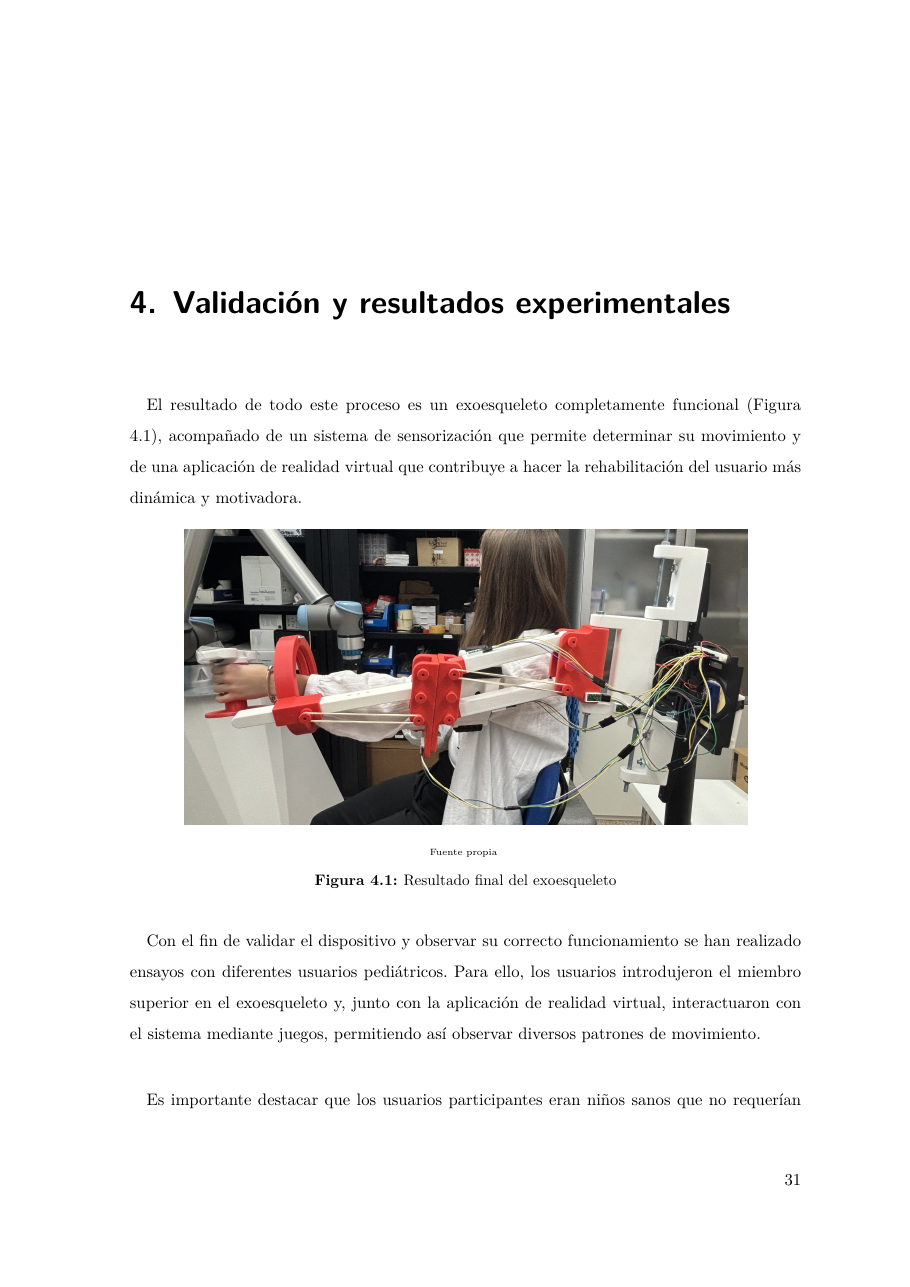 4. Validación y resultados experimentales
El resultado de todo este proceso es un exoesqueleto completamente funcional (Figura
4.1), acompañado de un sistema de sensorización que permite determinar su movimiento y
de una aplicación de realidad virtual que contribuye a hacer la rehabilitación del usuario más
dinámica y motivadora.
Fuente propia
Figura 4.1: Resultado final del exoesqueleto
Con el fin de validar el dispositivo y observar su correcto funcionamiento se han realizado
ensayos con diferentes usuarios pediátricos. Para ello, los usuarios introdujeron el miembro
superior en el exoesqueleto y, junto con la aplicación de realidad virtual, interactuaron con
el sistema mediante juegos, permitiendo así observar diversos patrones de movimiento.
Es importante destacar que los usuarios participantes eran niños sanos que no requerían
31